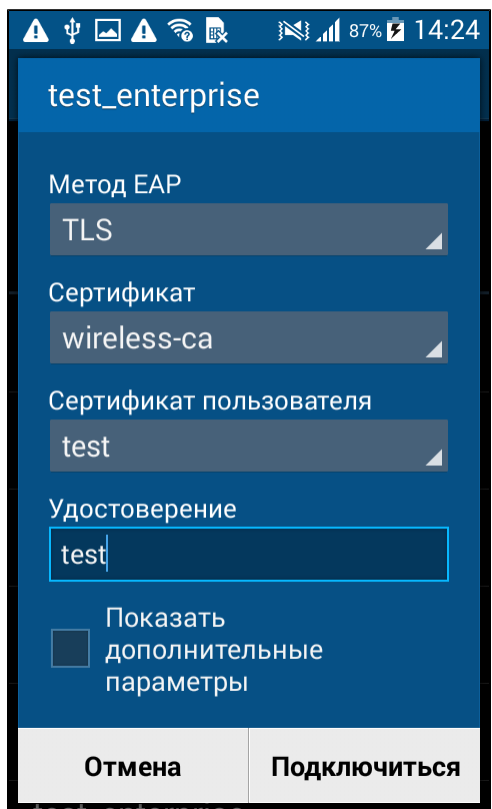 87% 14:24
test_enterprise
Метод EAP
TLS
Сертификат
wireless-ca
Сертификат пользователя
test
Удостоверение
test
Показать
дополнительные
параметры
Отмена Подключиться
test_enterprise